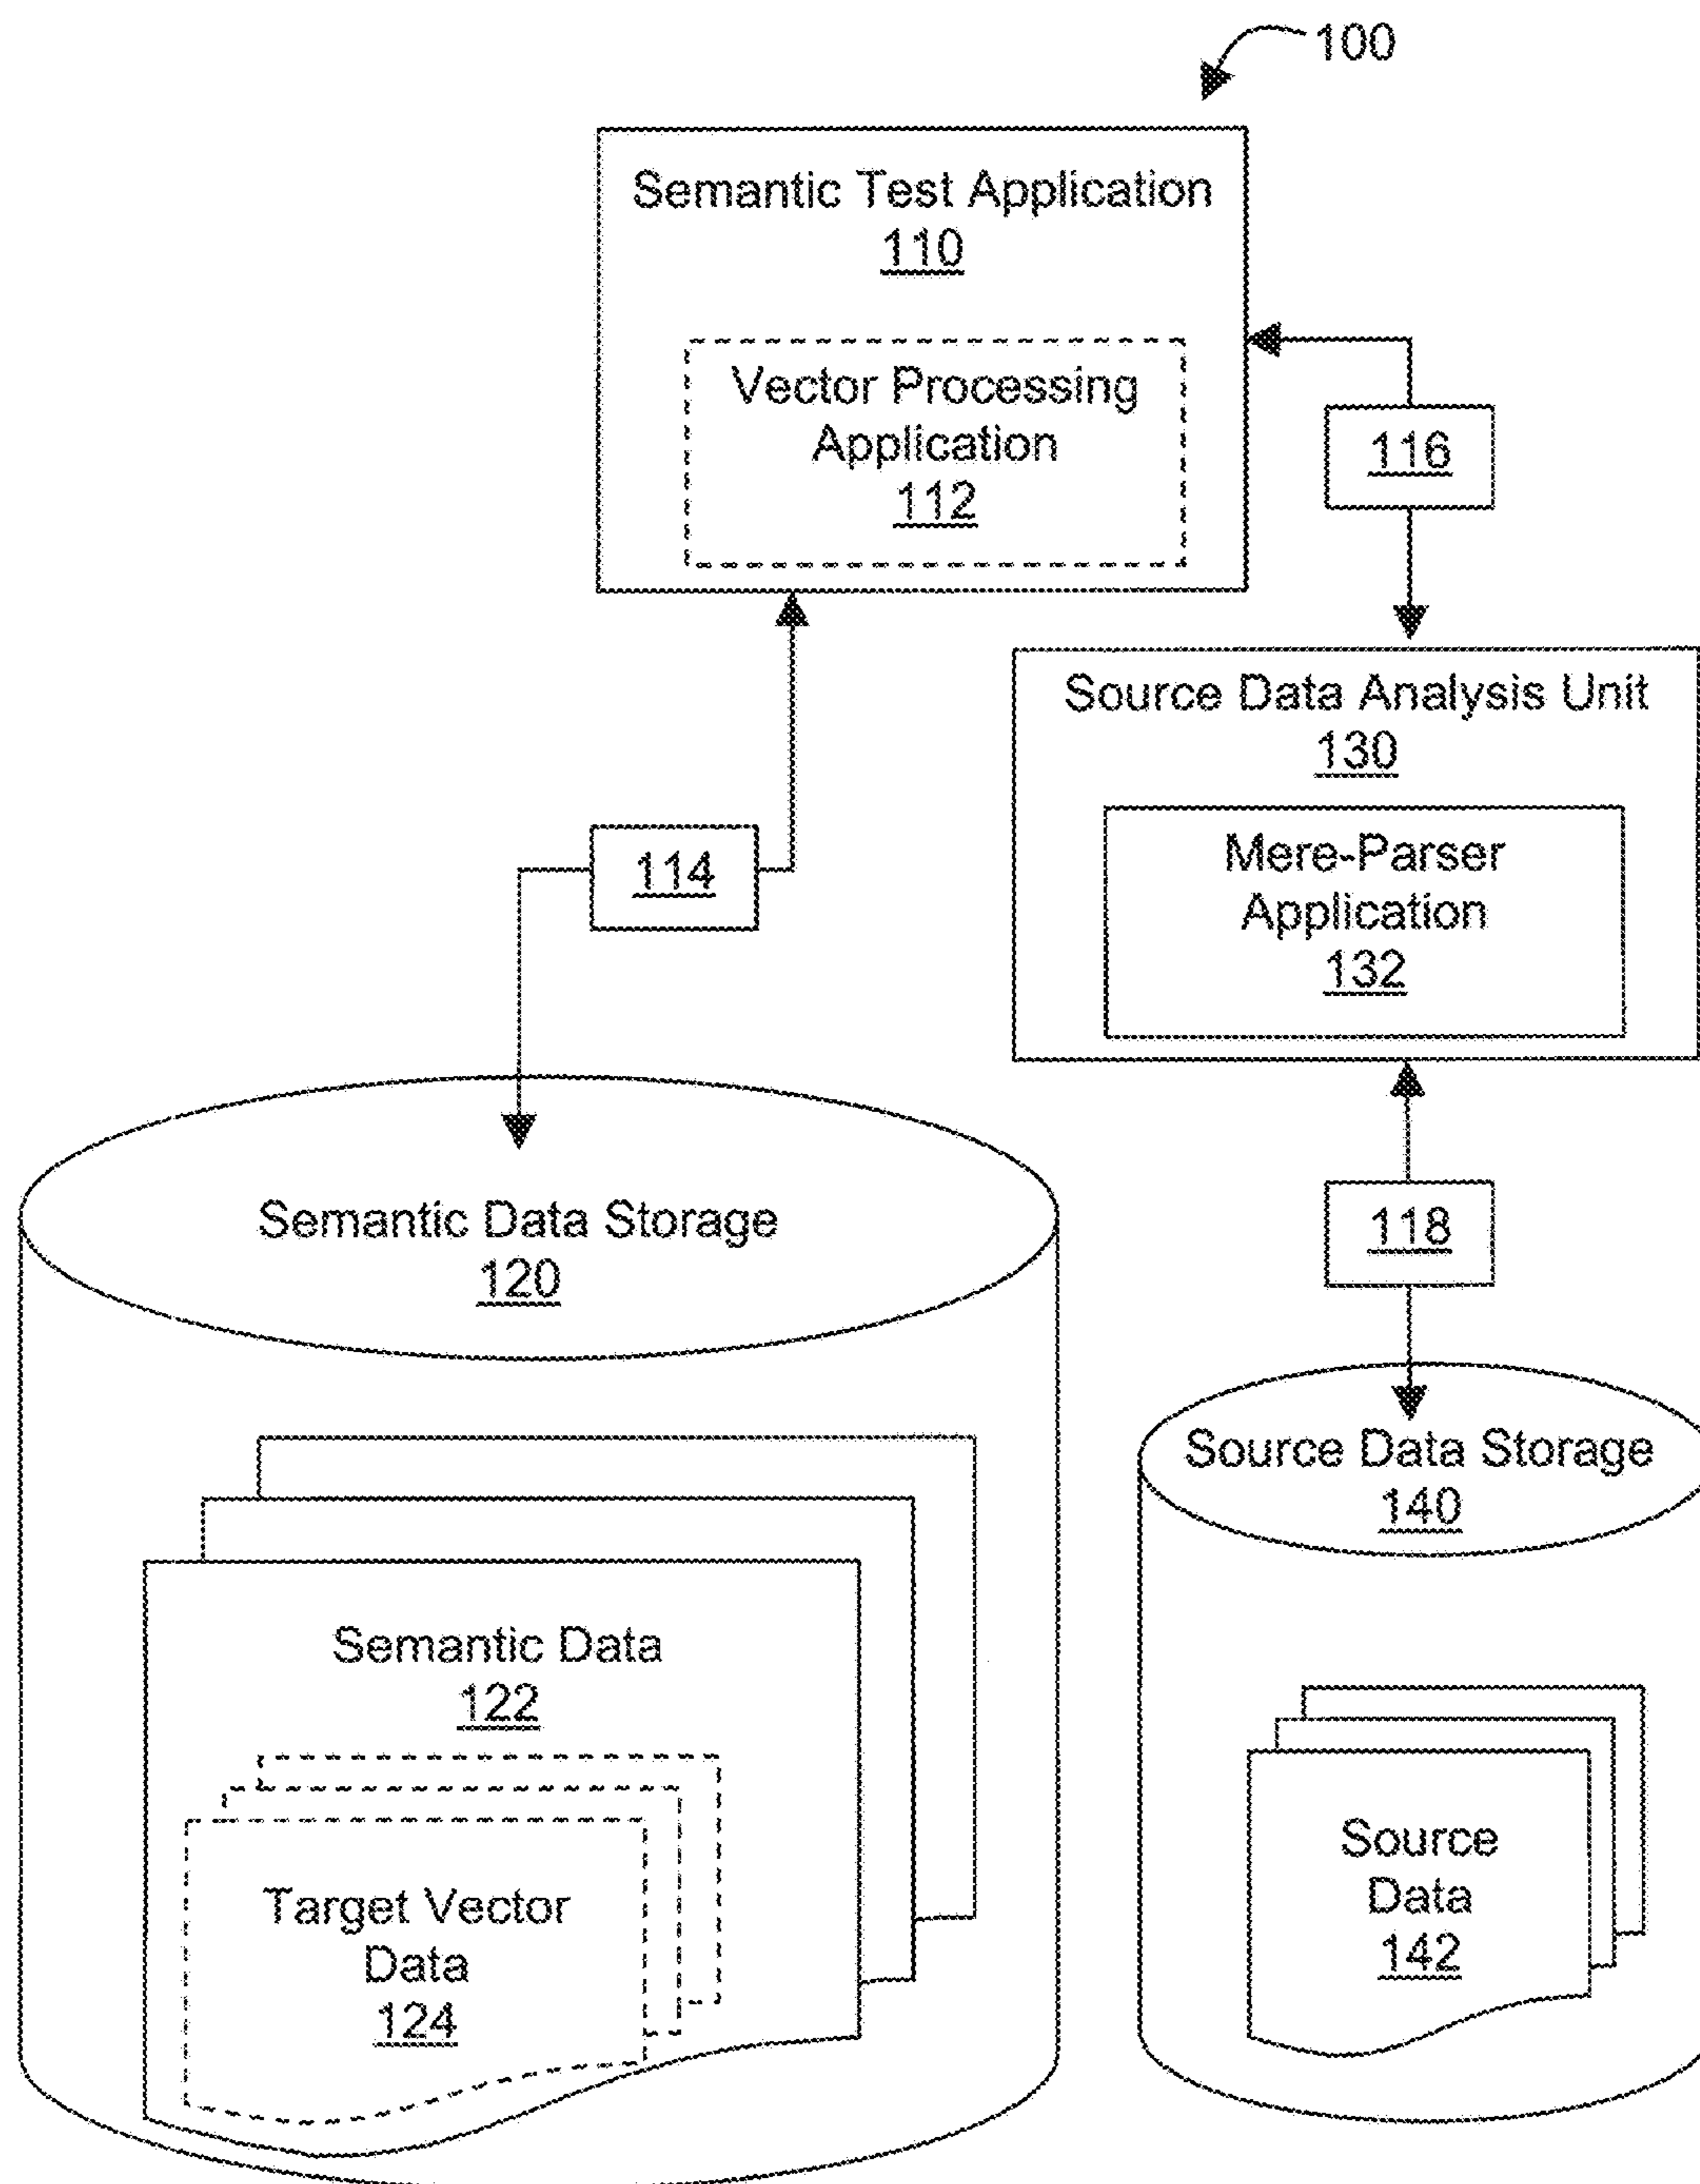 100
Semantic Test Application
110
Vector Processing
Application
112
116
Source Data Analysis Unit
130
Mere-Parser
Application
132
114
118
Semantic Data Storage
120
Source Data Storage
140
Semantic Data
122
Target Vector
Data
124
Source
Data
142